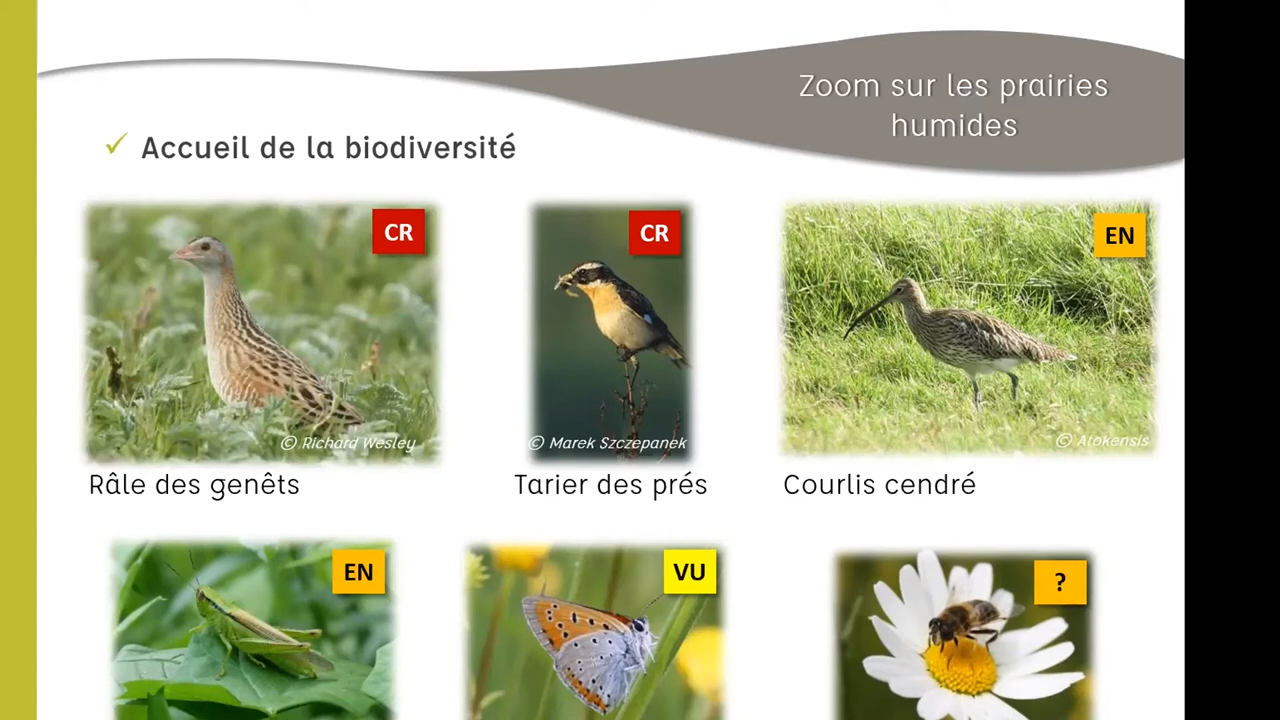 Zoom sur les prairies
humides
Accueil de la biodiversité
CR
CR
EN
© Richard Wesley
© Marek Szczepanek
© Atokensis
Râle des genêts
Tarier des prés
Courlis cendré
EN
VU
?